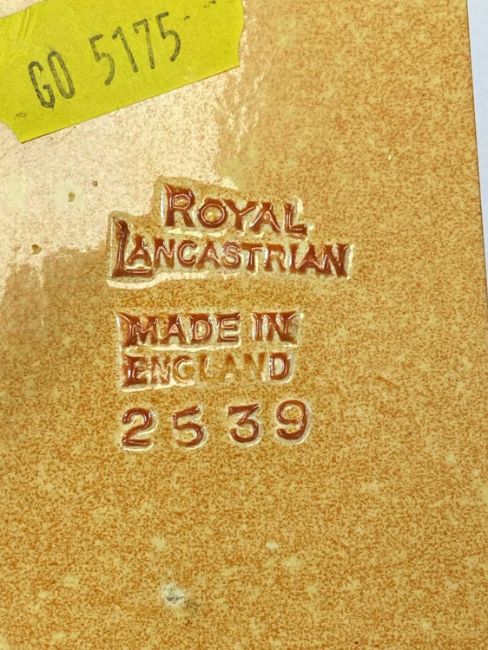 GO 5175
ROYAL
LANCASTRIAN
MADE IN
ENGLAND
2539